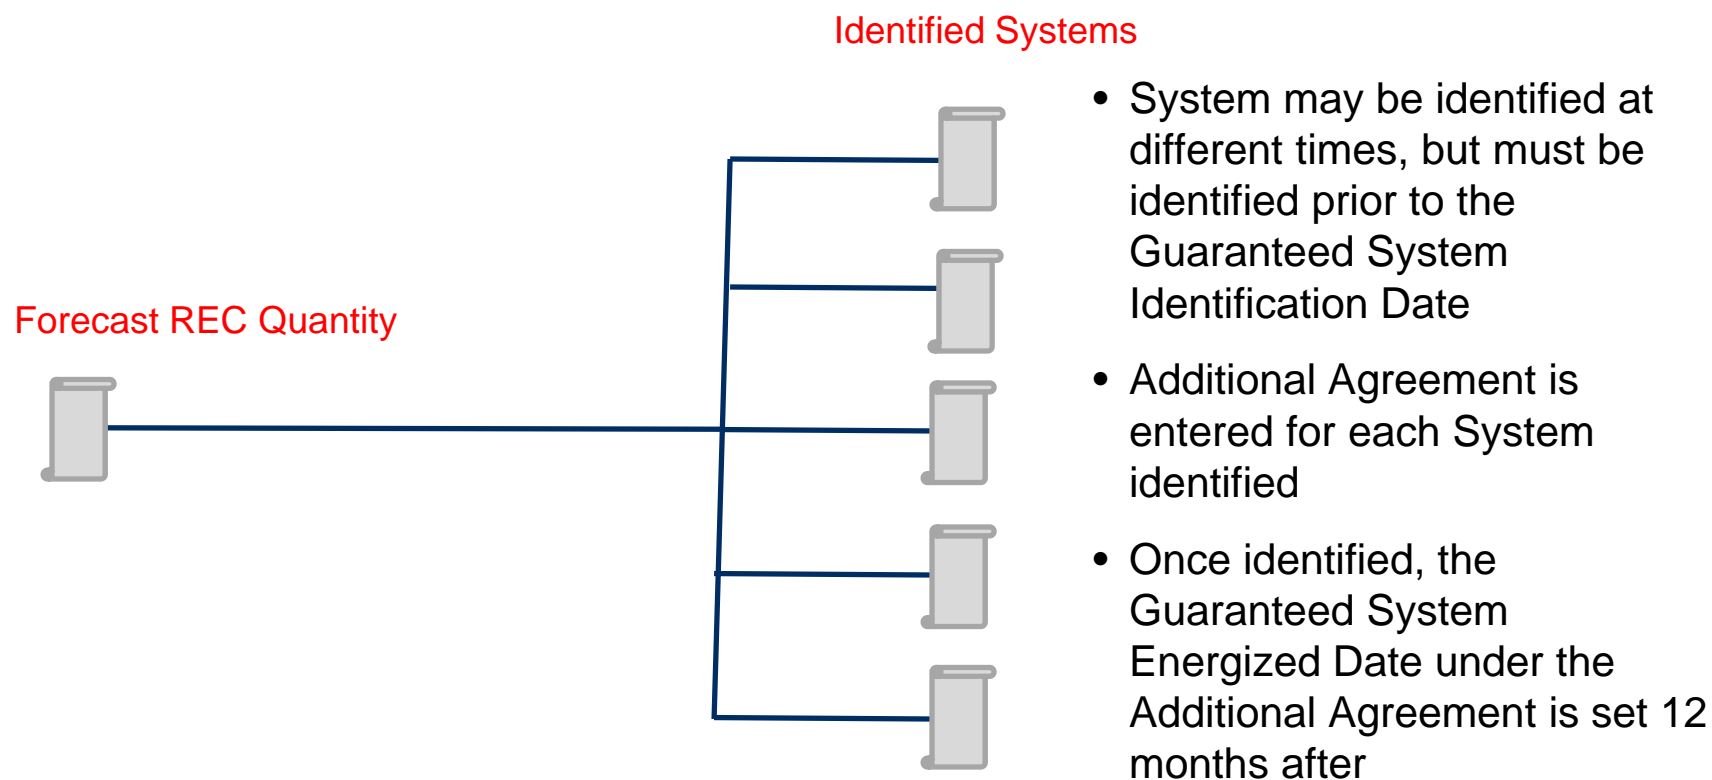 Identified Systems
• System may be identified at
different times, but must be
identified prior to the
Guaranteed System
Identification Date
Forecast REC Quantity
• Additional Agreement is
entered for each System
identified
• Once identified, the
Guaranteed System
Energized Date under the
Additional Agreement is set 12
months after